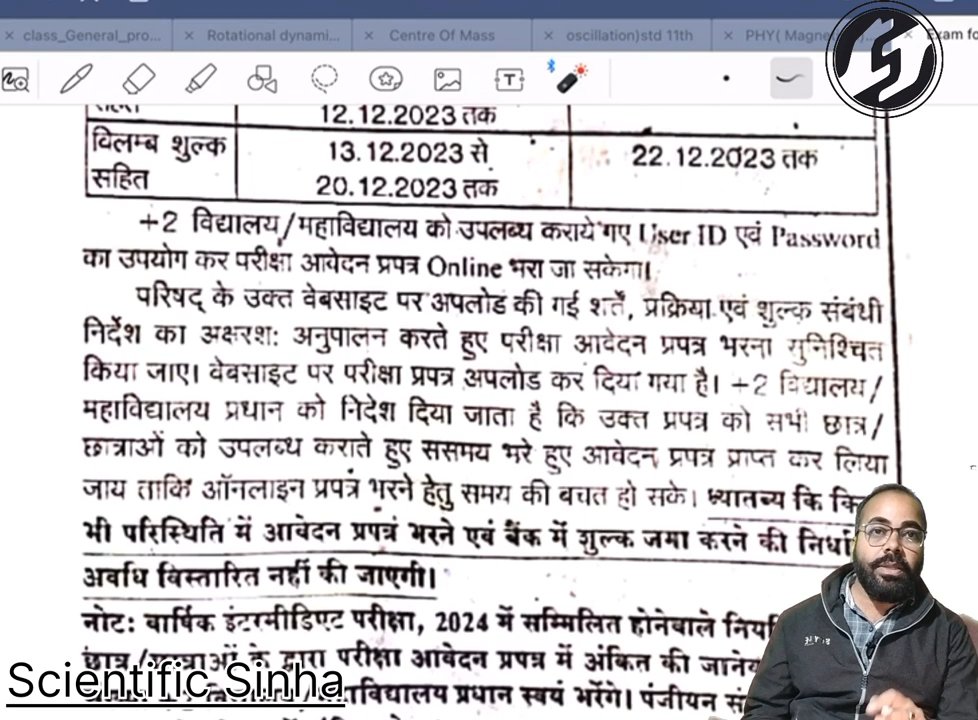 class_General_pro...
Rotational dynami...
Centre Of Mass
oscillation)std 11th
PHY( Magne
Exam fo
T
12.12.2023 तक
विलम्ब शुल्क सहित
13.12.2023 से
20.12.2023 तक
22.12.2023 तक
+2 विद्यालय/महाविद्यालय को उपलब्ध कराये गए User ID एवं Password
का उपयोग कर परीक्षा आवेदन प्रपत्र Online भरा जा सकेगा।
परिषद् के उक्त वेबसाइट पर अपलोड की गई शर्तें, प्रक्रिया एवं शुल्क संबंधी
निर्देश का अक्षरश: अनुपालन करते हुए परीक्षा आवेदन प्रपत्र भरना सुनिश्चित
किया जाए। वेबसाइट पर परीक्षा प्रपत्र अपलोड कर दिया गया है। +2 विद्यालय/
महाविद्यालय प्रधान को निदेश दिया जाता है कि उक्त प्रपत्र को सभी छात्र/
छात्राओं को उपलब्ध कराते हुए ससमय भरे हुए आवेदन प्रपत्र प्राप्त कर लिया
जाय ताकि ऑनलाइन प्रपत्र भरने हेतु समय की बचत हो सके। ध्यातव्य कि
भी परिस्थिति में आवेदन प्रपत्र भरने एवं बैंक में शुल्क जमा करने की
अवधि विस्तारित नहीं की जाएगी।
नोट: वार्षिक इंटरमीडिएट परीक्षा, 2024 में सम्मिलित होनेवाले
के द्वारा परीक्षा आवेदन प्रपत्र में अंकित की
प्रधान स्वयं भरेंगे। पंजीयन
Scientific Sinha